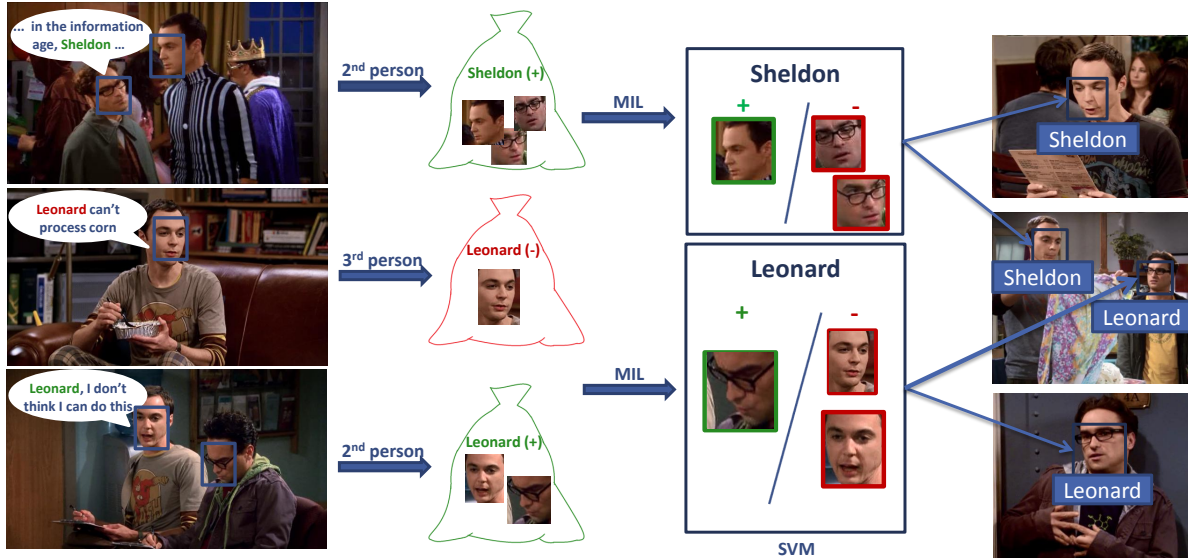 ... in the information
age, Sheldon ...
2nd person
Sheldon (+)
MIL
Sheldon
+
-
Sheldon
Leonard can't
process corn
3rd person
Leonard (-)
Sheldon
Leonard
Leonard
+
-
MIL
Leonard, I don't
think I can do this
2nd person
Leonard (+)
4A
Leonard
SVM